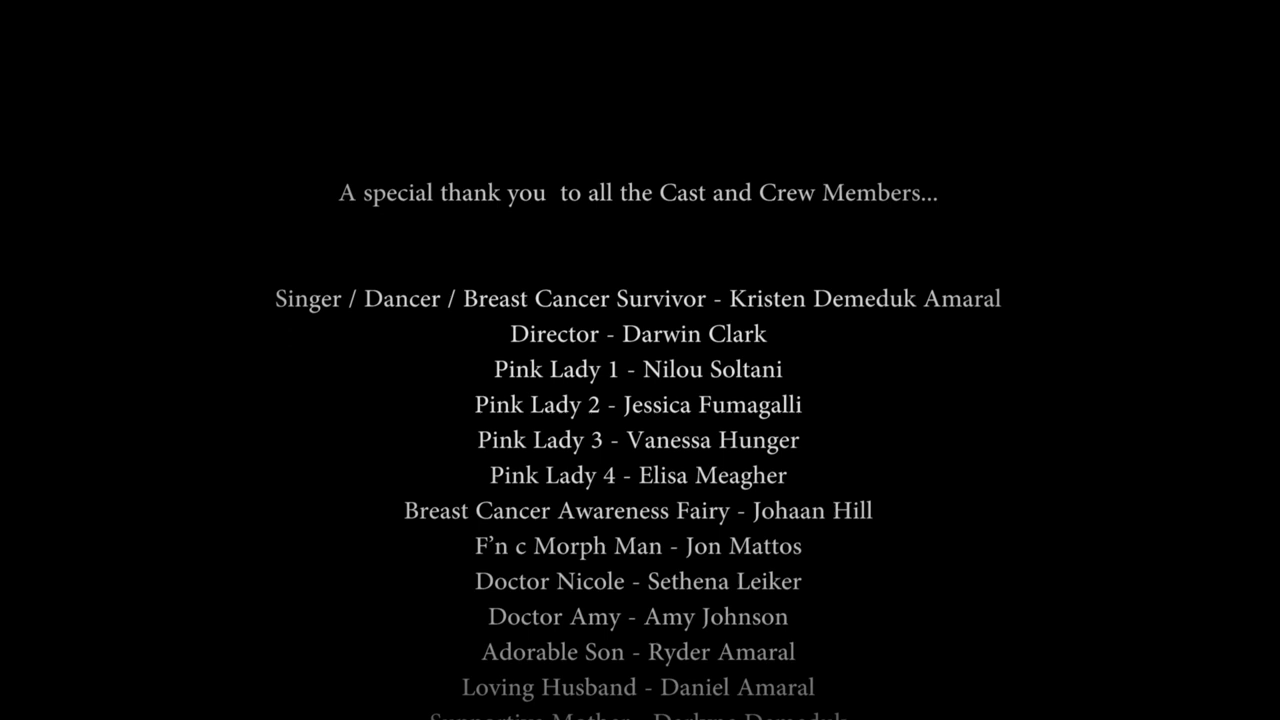 A special thank you  to all the Cast and Crew Members...
Singer / Dancer / Breast Cancer Survivor - Kristen Demeduk Amaral
Director - Darwin Clark
Pink Lady 1 - Nilou Soltani
Pink Lady 2 - Jessica Fumagalli
Pink Lady 3 - Vanessa Hunger
Pink Lady 4 - Elisa Meagher
Breast Cancer Awareness Fairy - Johaan Hill
F’n c Morph Man - Jon Mattos
Doctor Nicole - Sethena Leiker
Doctor Amy - Amy Johnson
Adorable Son - Ryder Amaral
Loving Husband - Daniel Amaral
Supportive Mother - Demeduk